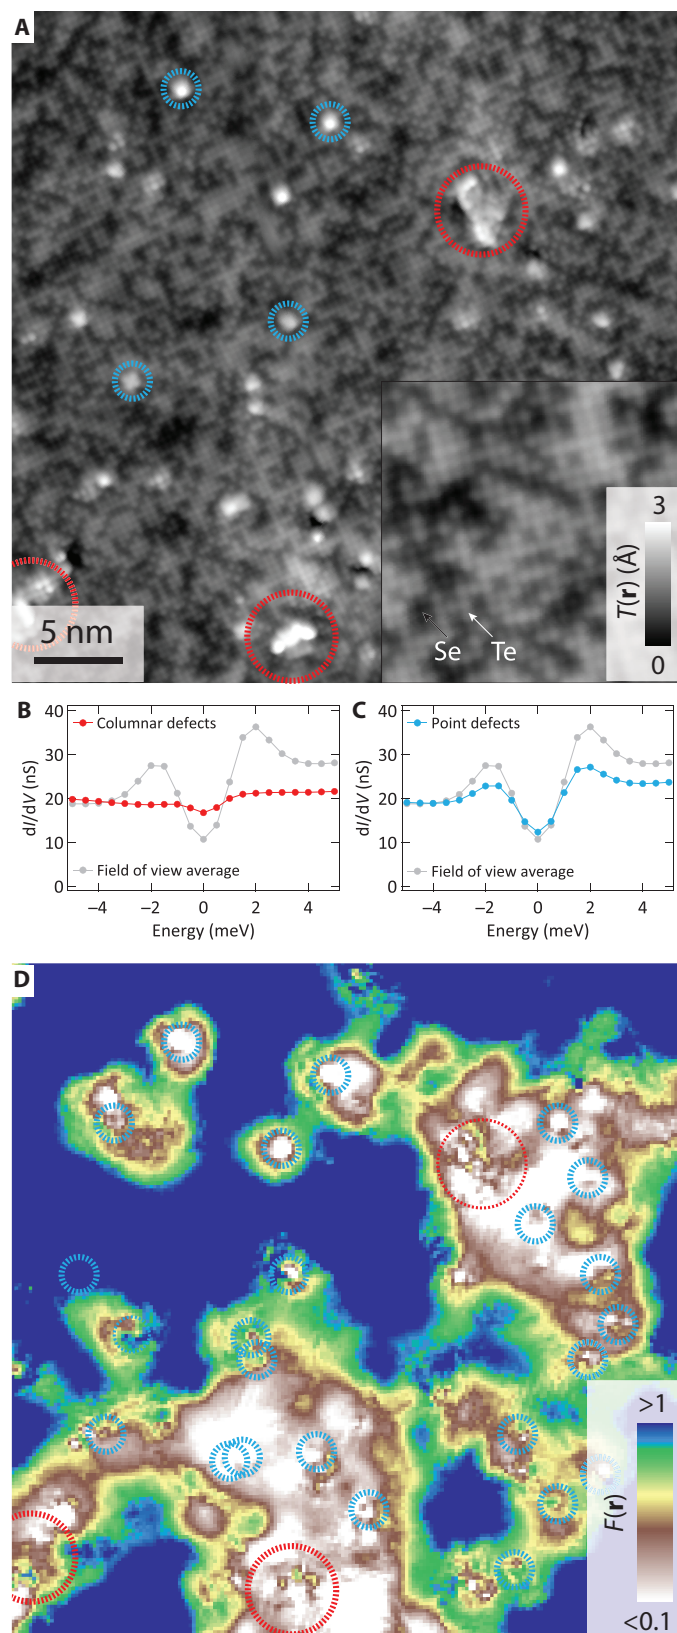 A
5 nm
Se
Te
T(r) (Å)
3
0
B
Columnar defects
Field of view average
dI/dV (nS)
40
30
20
10
0
−4 −2 0 2 4
Energy (meV)
C
Point defects
Field of view average
dI/dV (nS)
40
30
20
10
0
−4 −2 0 2 4
Energy (meV)
D
>1
F(r)
<0.1